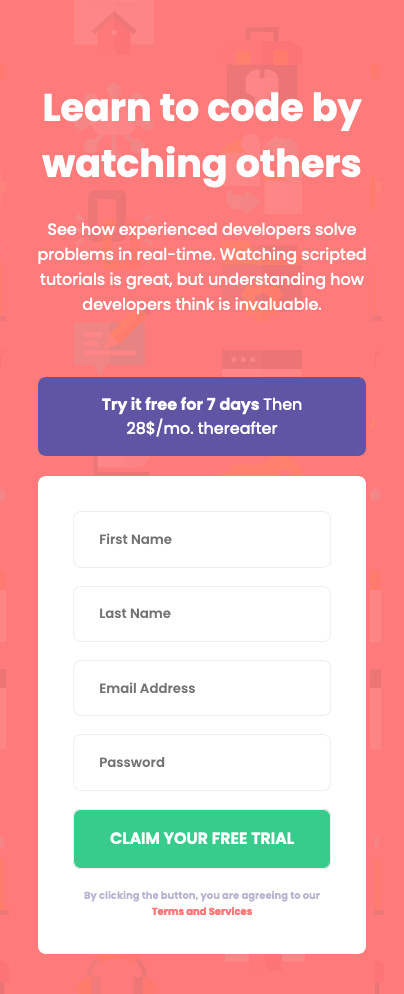 Learn to code by
watching others
See how experienced developers solve
problems in real-time. Watching scripted
tutorials is great, but understanding how
developers think is invaluable.
Try it free for 7 days Then
28$/mo. thereafter
First Name
Last Name
Email Address
Password
CLAIM YOUR FREE TRIAL
By clicking the button, you are agreeing to our
Terms and Services